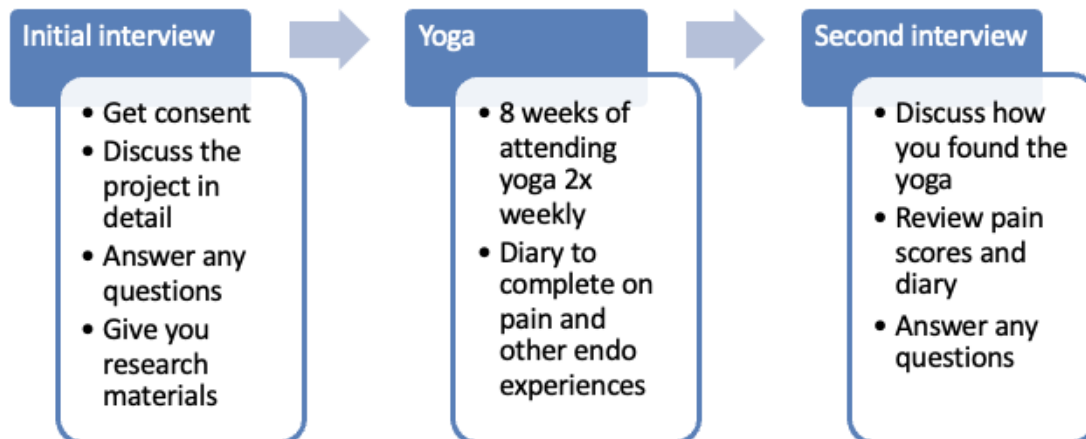 Initial interview
• Get consent
• Discuss the
project in
detail
• Answer any
questions
• Give you
research
materials
Yoga
• 8 weeks of
attending
yoga 2x
weekly
• Diary to
complete on
pain and
other endo
experiences
Second interview
• Discuss how
you found the
yoga
• Review pain
scores and
diary
• Answer any
questions